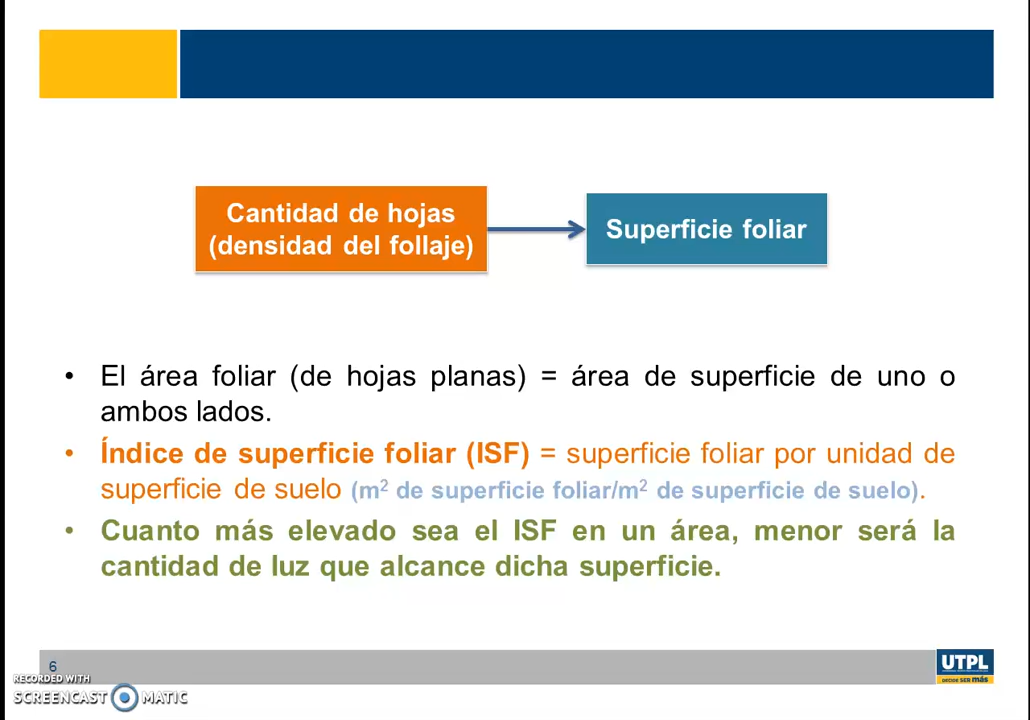 Cantidad de hojas
(densidad del follaje)
Superficie foliar
• El área foliar (de hojas planas) = área de superficie de uno o
ambos lados.
• Índice de superficie foliar (ISF) = superficie foliar por unidad de
superficie de suelo (m² de superficie foliar/m² de superficie de suelo).
• Cuanto más elevado sea el ISF en un área, menor será la
cantidad de luz que alcance dicha superficie.
6
RECORDED WITH
SCREENCAST MATIC
UTPL
DECIDE SER más